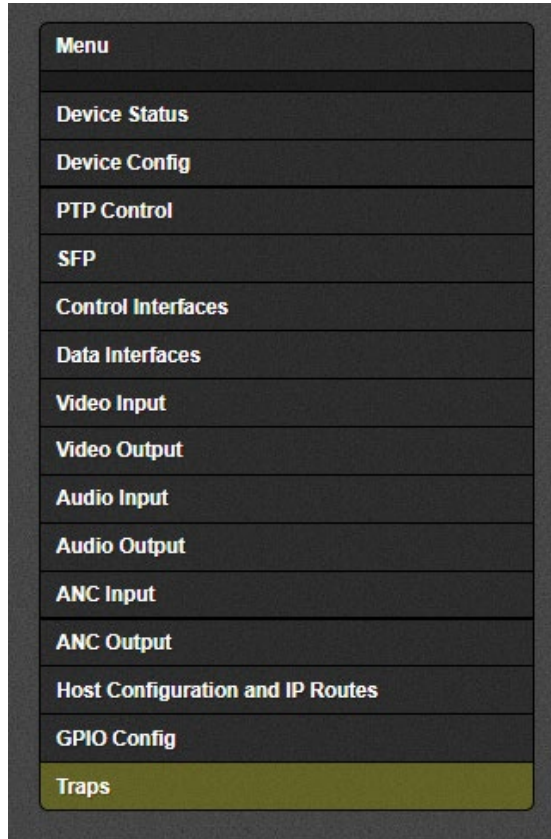 Menu
Device Status
Device Config
PTP Control
SFP
Control Interfaces
Data Interfaces
Video Input
Video Output
Audio Input
Audio Output
ANC Input
ANC Output
Host Configuration and IP Routes
GPIO Config
Traps